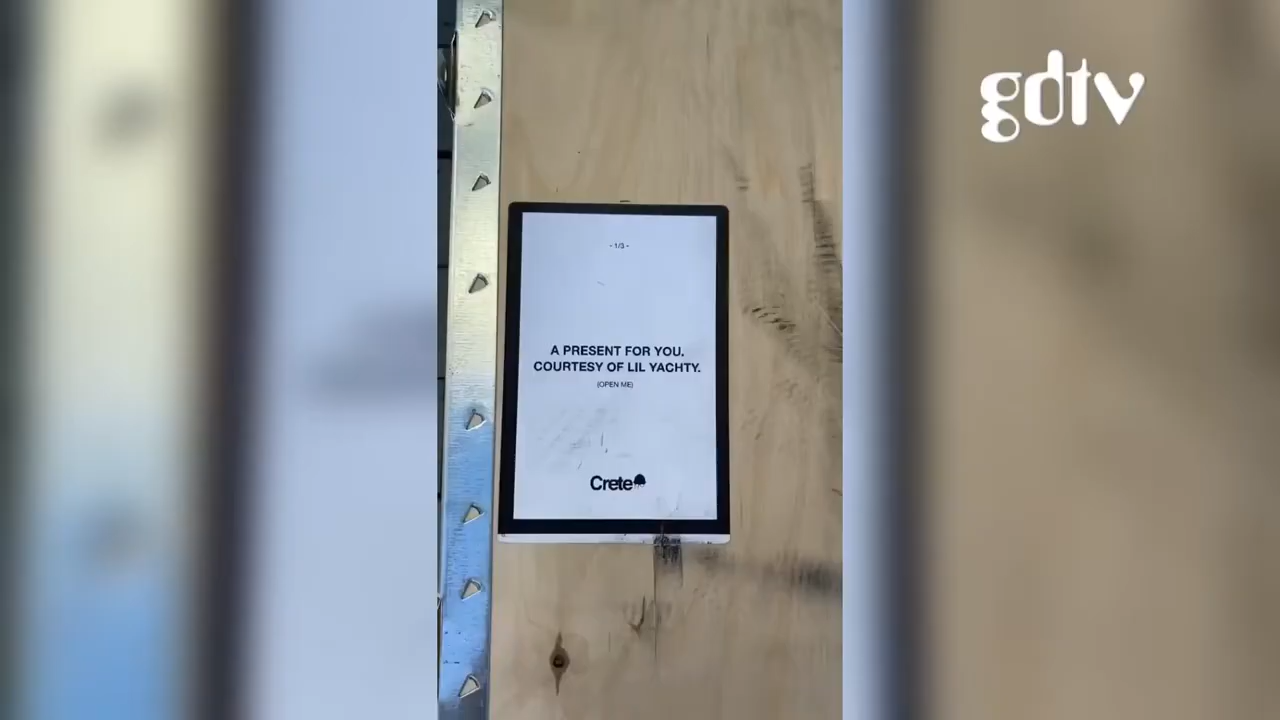 gdtv
- 1/3 -
A PRESENT FOR YOU.
COURTESY OF LIL YACHTY.
(OPEN ME)
Crete